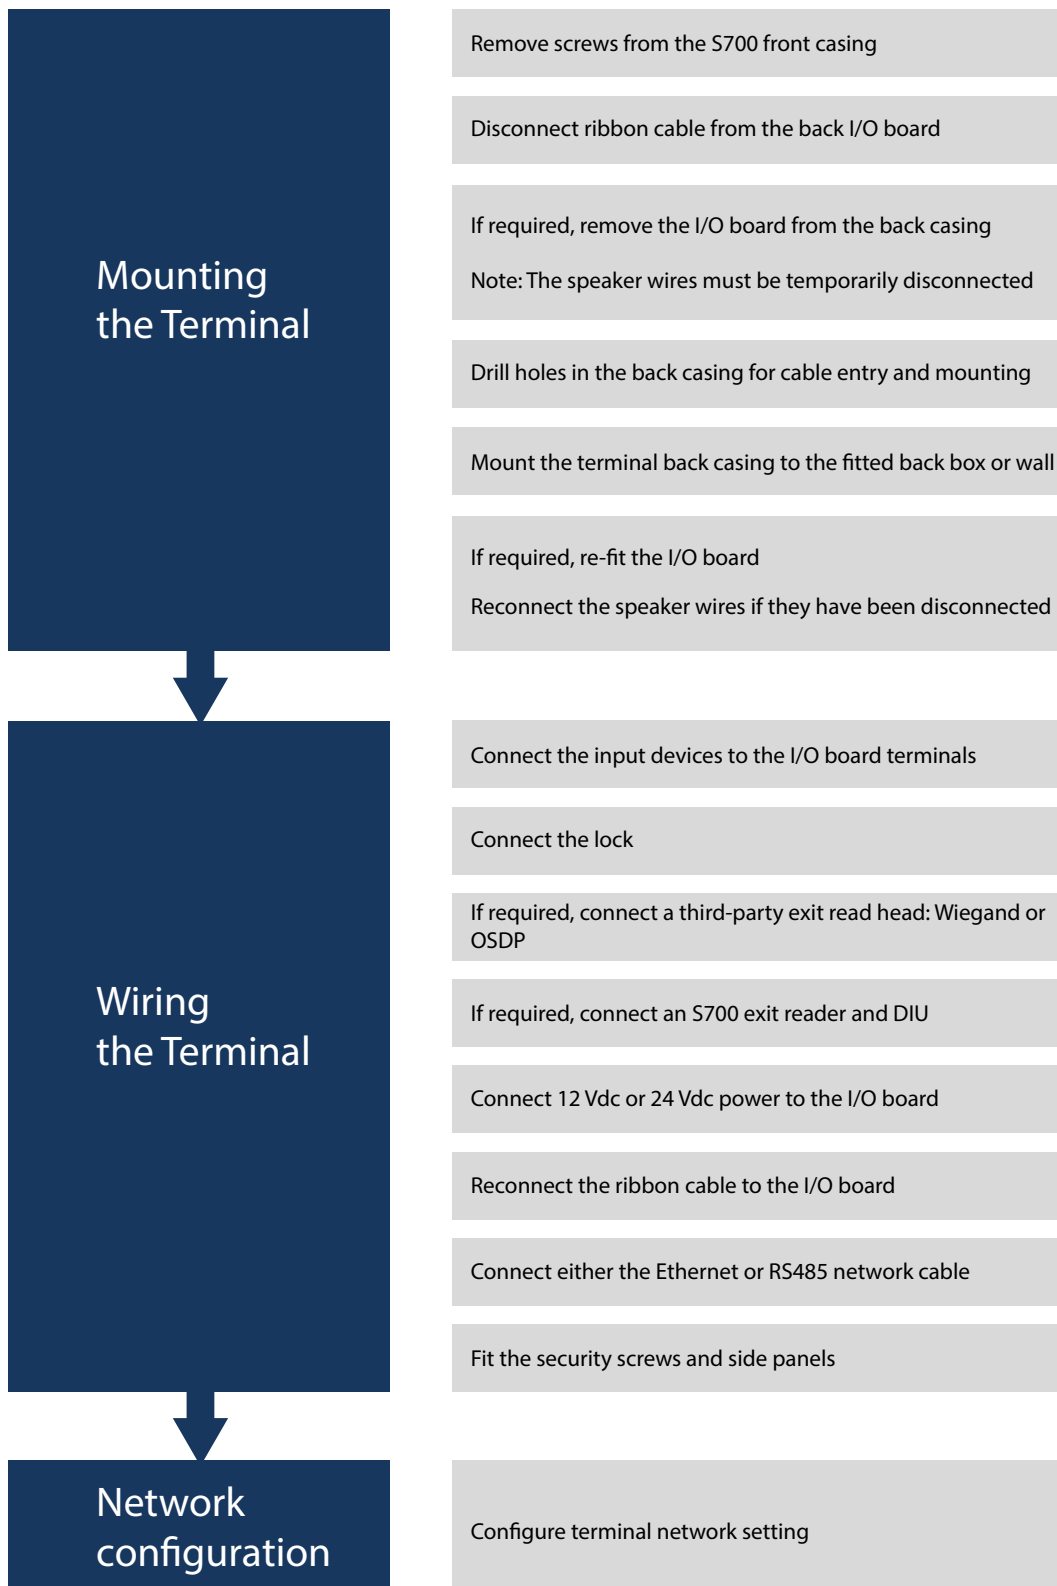 Mounting
the Terminal
Remove screws from the S700 front casing
Disconnect ribbon cable from the back I/O board
If required, remove the I/O board from the back casing
Note: The speaker wires must be temporarily disconnected
Drill holes in the back casing for cable entry and mounting
Mount the terminal back casing to the fitted back box or wall
If required, re-fit the I/O board
Reconnect the speaker wires if they have been disconnected
Wiring
the Terminal
Connect the input devices to the I/O board terminals
Connect the lock
If required, connect a third-party exit read head: Wiegand or
OSDP
If required, connect an S700 exit reader and DIU
Connect 12 Vdc or 24 Vdc power to the I/O board
Reconnect the ribbon cable to the I/O board
Connect either the Ethernet or RS485 network cable
Fit the security screws and side panels
Network
configuration
Configure terminal network setting